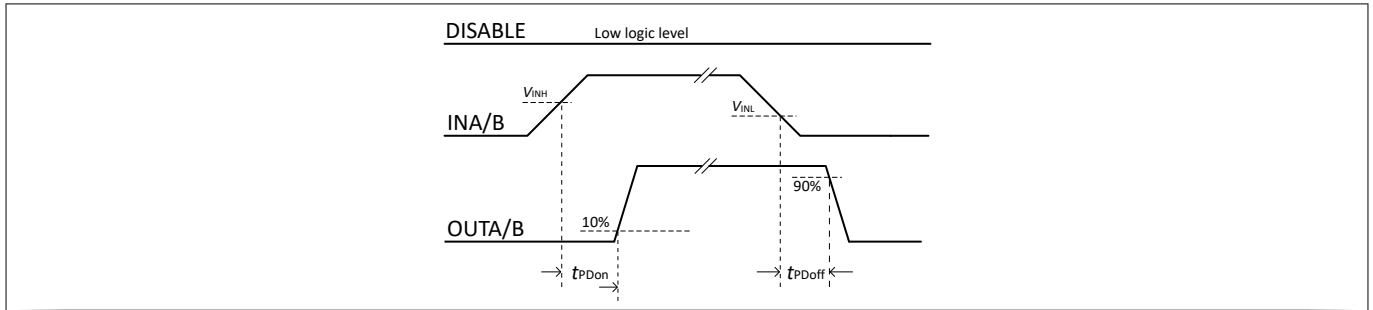 DISABLE Low logic level
VINH
VINL
INA/B
90%
10%
OUTA/B
tPDon
tPDoff